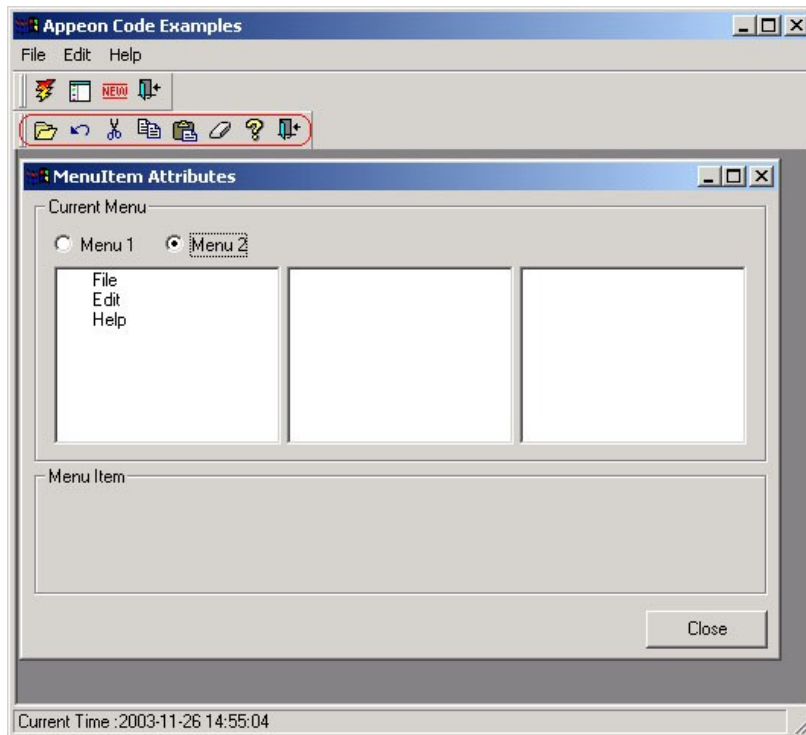 Appeon Code Examples
File Edit Help
NEW
MenuItem Attributes
Current Menu
Menu 1 Menu 2
File
Edit
Help
Menu Item
Close
Current Time :2003-11-26 14:55:04